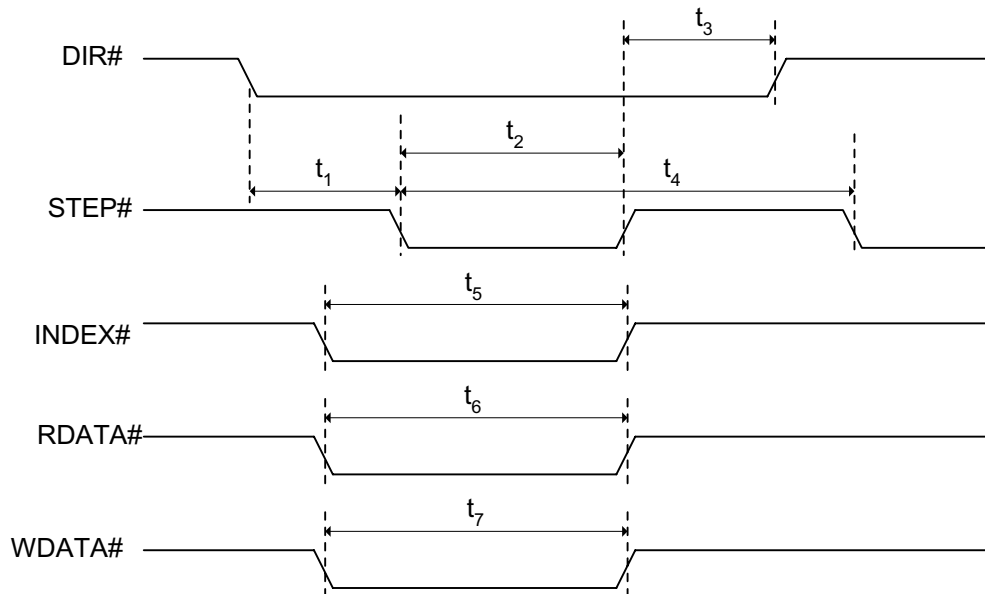 t3
DIR#
t2
t1
t4
STEP#
t5
INDEX#
t6
RDATA#
t7
WDATA#